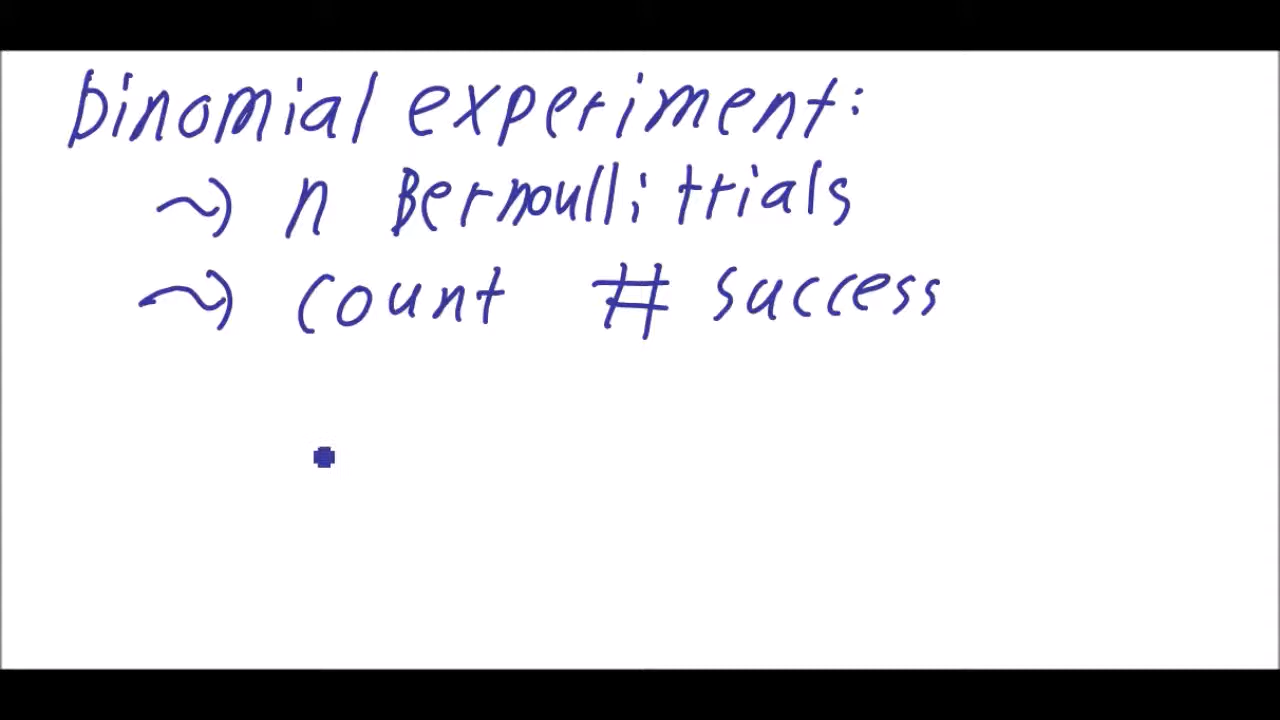 Binomial experiment:
~) n Bernoulli trials
~) count # success